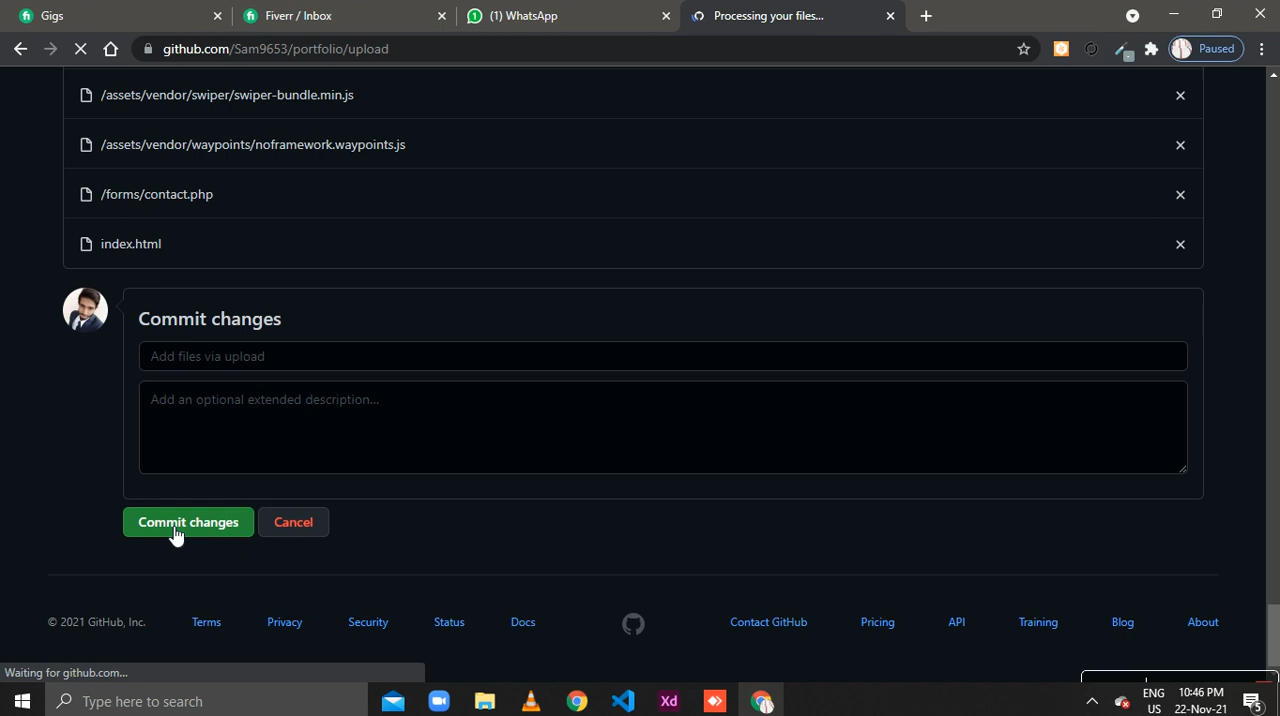 Gigs
Fiverr / Inbox
(1) WhatsApp
Processing your files...
github.com/Sam9653/portfolio/upload
Paused
/assets/vendor/swiper/swiper-bundle.min.js
/assets/vendor/waypoints/noframework.waypoints.js
/forms/contact.php
index.html
Commit changes
Add files via upload
Add an optional extended description...
Commit changes
Cancel
© 2021 GitHub, Inc.
Terms
Privacy
Security
Status
Docs
Contact GitHub
Pricing
API
Training
Blog
About
Waiting for github.com...
Type here to search
Xd
ENG
US
10:46 PM
22-Nov-21
5